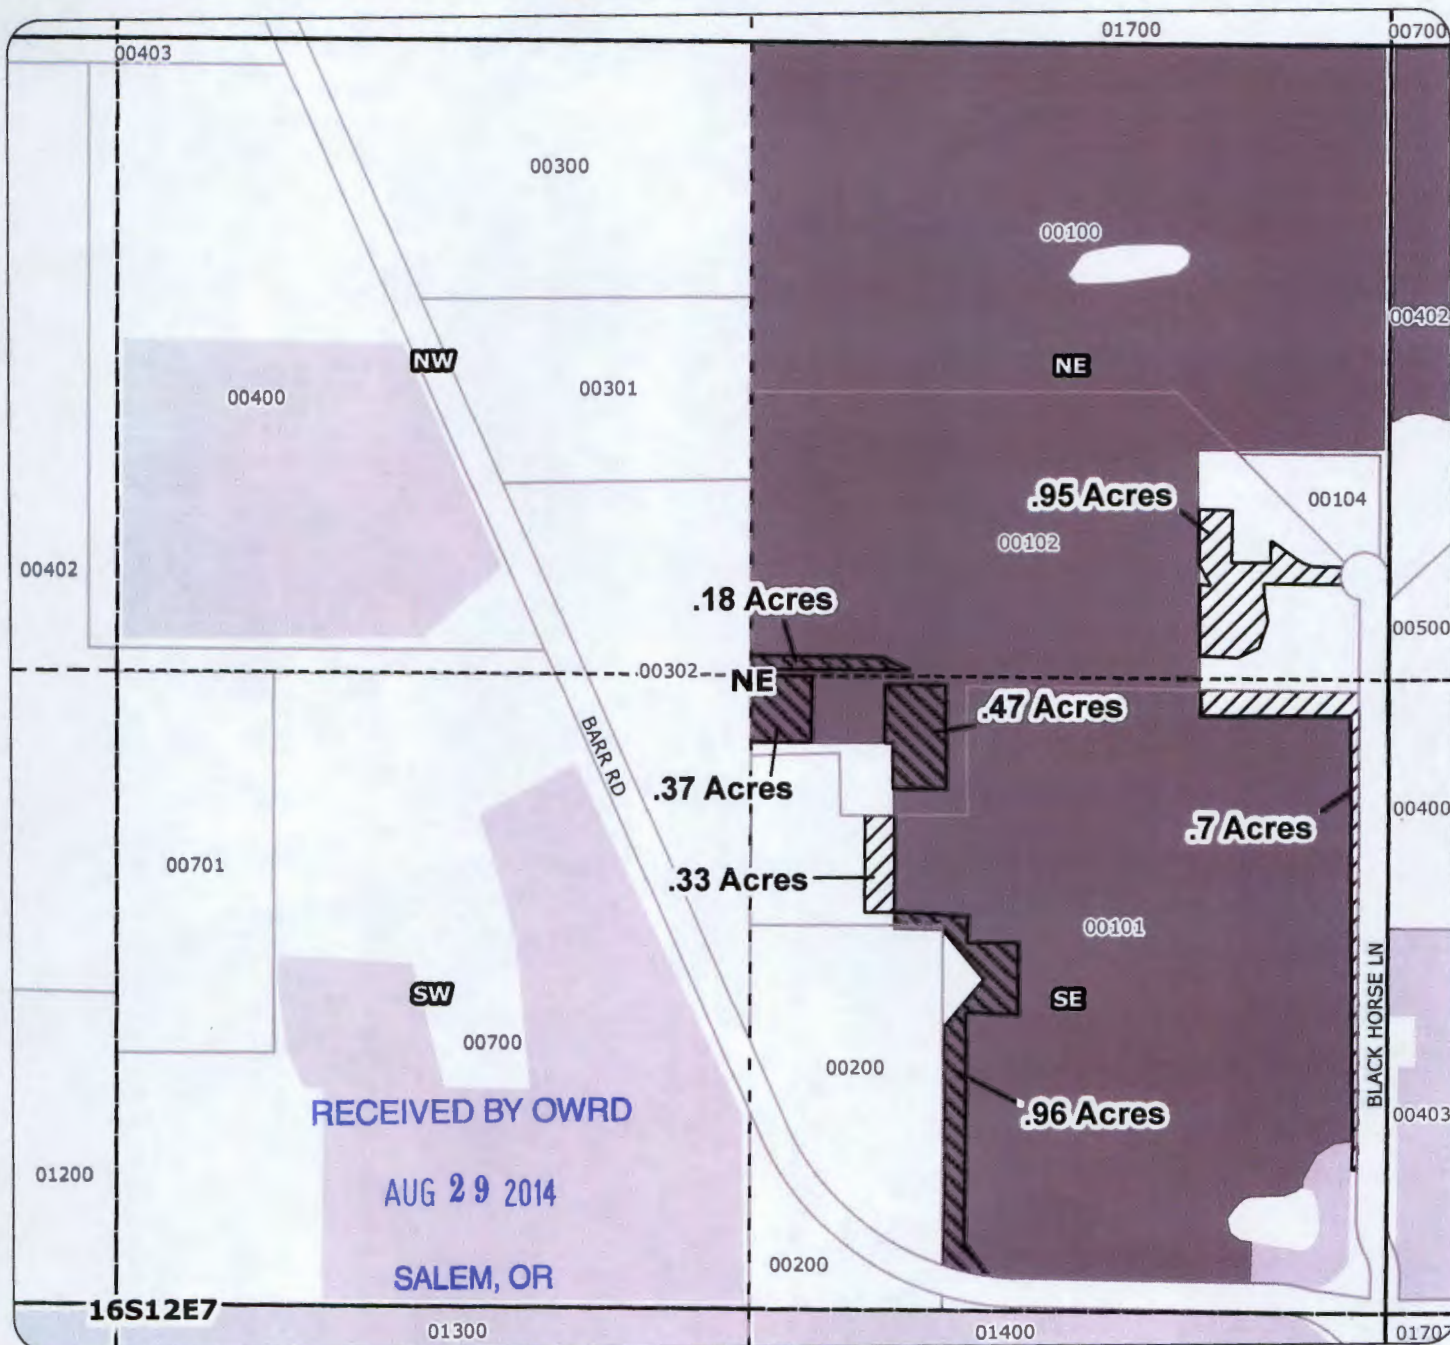 01700
00700
00403
00300
00100
00402
NW
NE
00301
00400
.95 Acres
00104
00102
00402
.18 Acres
00500
00302
NE
.47 Acres
BARR RD
.37 Acres
00400
.7 Acres
00701
.33 Acres
00101
SW
SE
00700
BLACK HORSE LN
00200
RECEIVED BY OWRD
.96 Acres
00403
01200
AUG 29 2014
00200
SALEM, OR
16S12E7
01300
01400
01707